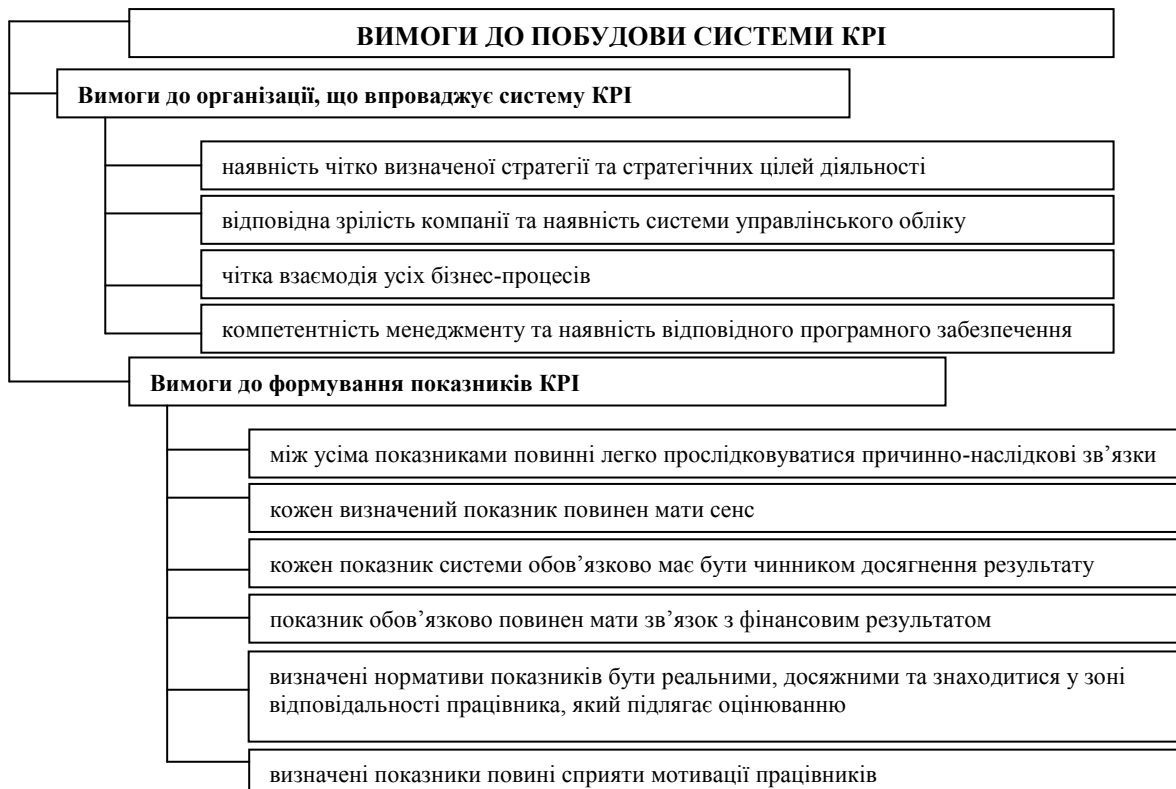 ВИМОГИ ДО ПОБУДОВИ СИСТЕМИ КРІ
Вимоги до організації, що впроваджує систему КРІ
наявність чітко визначеної стратегії та стратегічних цілей діяльності
відповідна зрілість компанії та наявність системи управлінського обліку
чітка взаємодія усіх бізнес-процесів
компетентність менеджменту та наявність відповідного програмного забезпечення
Вимоги до формування показників КРІ
між усіма показниками повинні легко прослідковуватися причинно-наслідкові зв’язки
кожен визначений показник повинен мати сенс
кожен показник системи обов’язково має бути чинником досягнення результату
показник обов’язково повинен мати зв’язок з фінансовим результатом
визначені нормативи показників бути реальними, досяжними та знаходитися у зоні
відповідальності працівника, який підлягає оцінюванню
визначені показники повині сприяти мотивації працівників